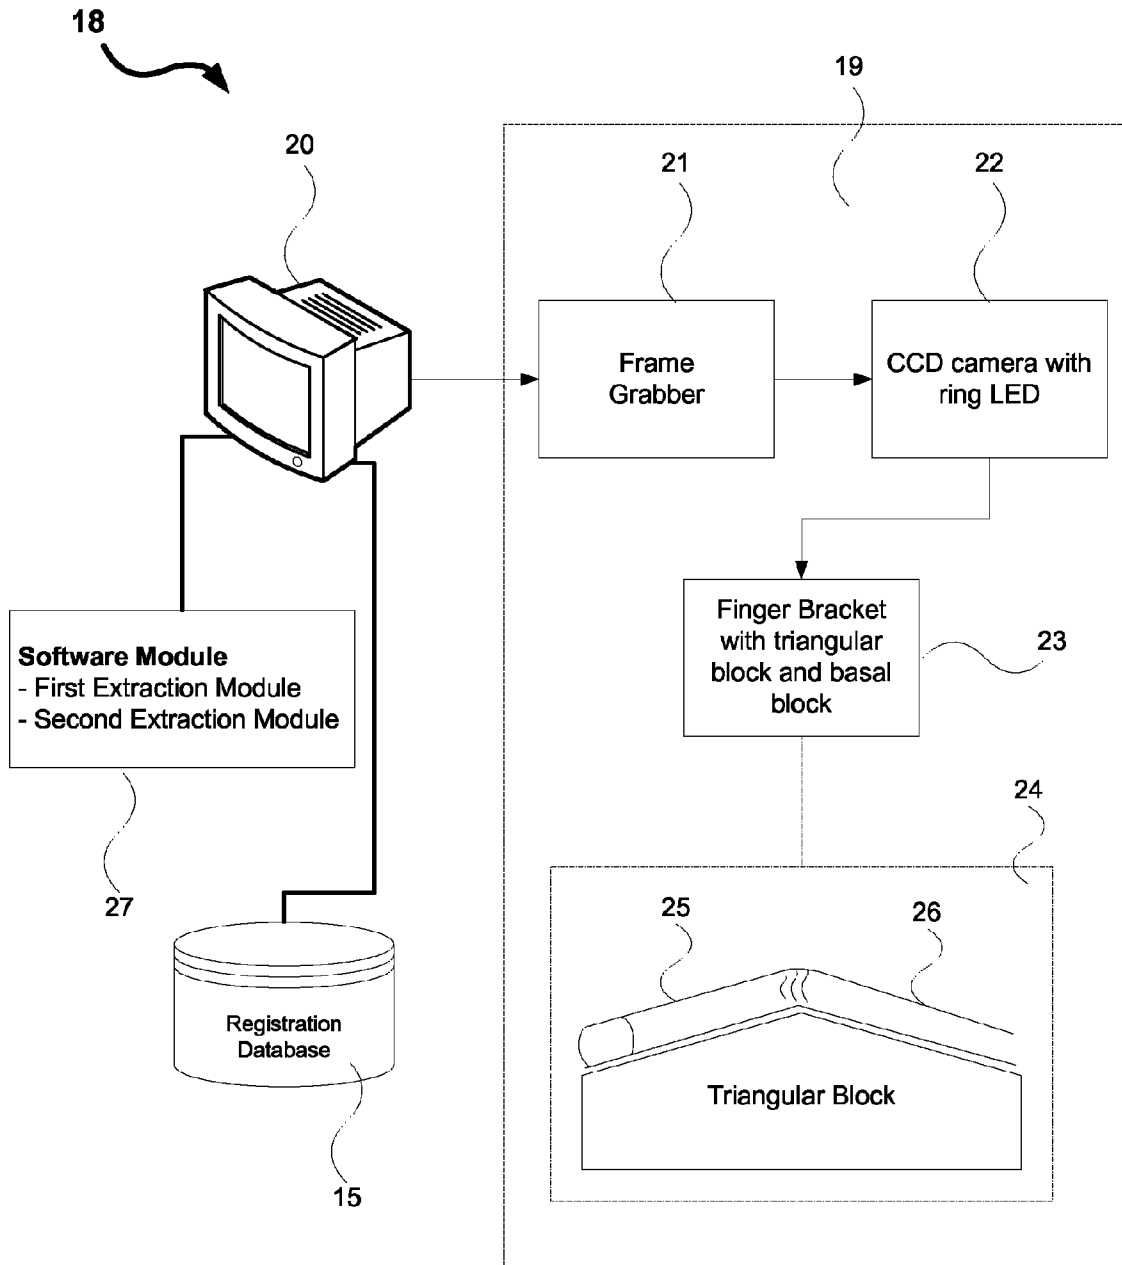 18
19
20
21
22
Frame
Grabber
CCD camera with
ring LED
Finger Bracket
with triangular
block and basal
block
23
Software Module
- First Extraction Module
- Second Extraction Module
27
24
25
26
Registration
Database
Triangular Block
15